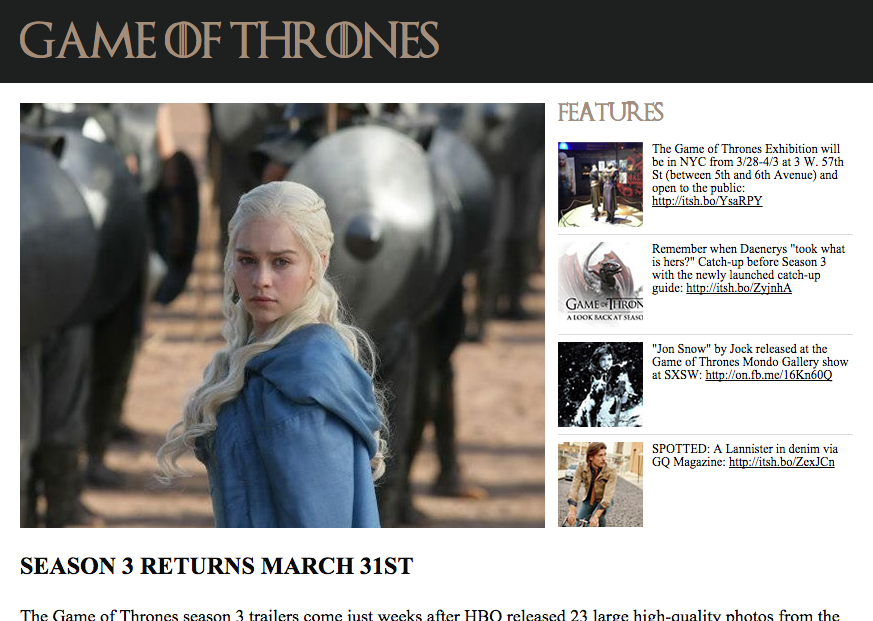 GAME OF THRONES
FEATURES
The Game of Thrones Exhibition will
be in NYC from 3/28-4/3 at 3 W. 57th
St (between 5th and 6th Avenue) and
open to the public:
http://itsh.bo/YsaRPY
GAME OF THRON
A LOOK BACK AT SEASO
Remember when Daenerys "took what
is hers?" Catch-up before Season 3
with the newly launched catch-up
guide: http://itsh.bo/ZyjnhA
"Jon Snow" by Jock released at the
Game of Thrones Mondo Gallery show
at SXSW: http://on.fb.me/16Kn60Q
SPOTTED: A Lannister in denim via
GQ Magazine: http://itsh.bo/ZexJCn
SEASON 3 RETURNS MARCH 31ST
The Game of Thrones season 3 trailers come just weeks after HBO released 23 large high-quality photos from the